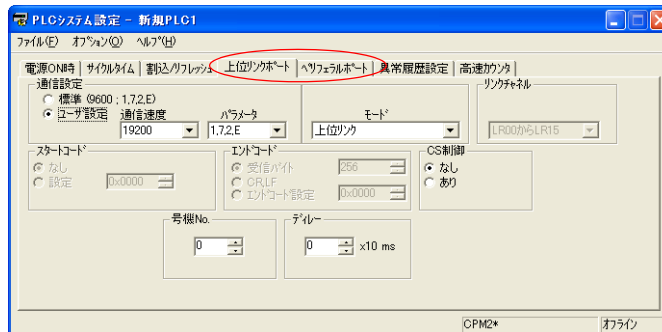 PLCシステム設定 - 新規PLC1
ファイル(F) オプション(O) ヘルプ(H)
電源ON時 サイクルタイム 割込/リフレッシュ 上位リンクポート ペリフェラルポート 異常履歴設定 高速カウンタ
通信設定 リンクチャネル
標準 (9600 ; 1,7,2,E)
ユーザ設定 通信速度 パラメータ モード
19200 1,7,2,E 上位リンク LR00からLR15
スタートコード エンドコード CS制御
なし 受信バイト 256 なし
設定 0x0000 CR,LF あり
エンドコード設定 0x0000
号機No. ディレー
0 0 x10 ms
CPM2* オフライン